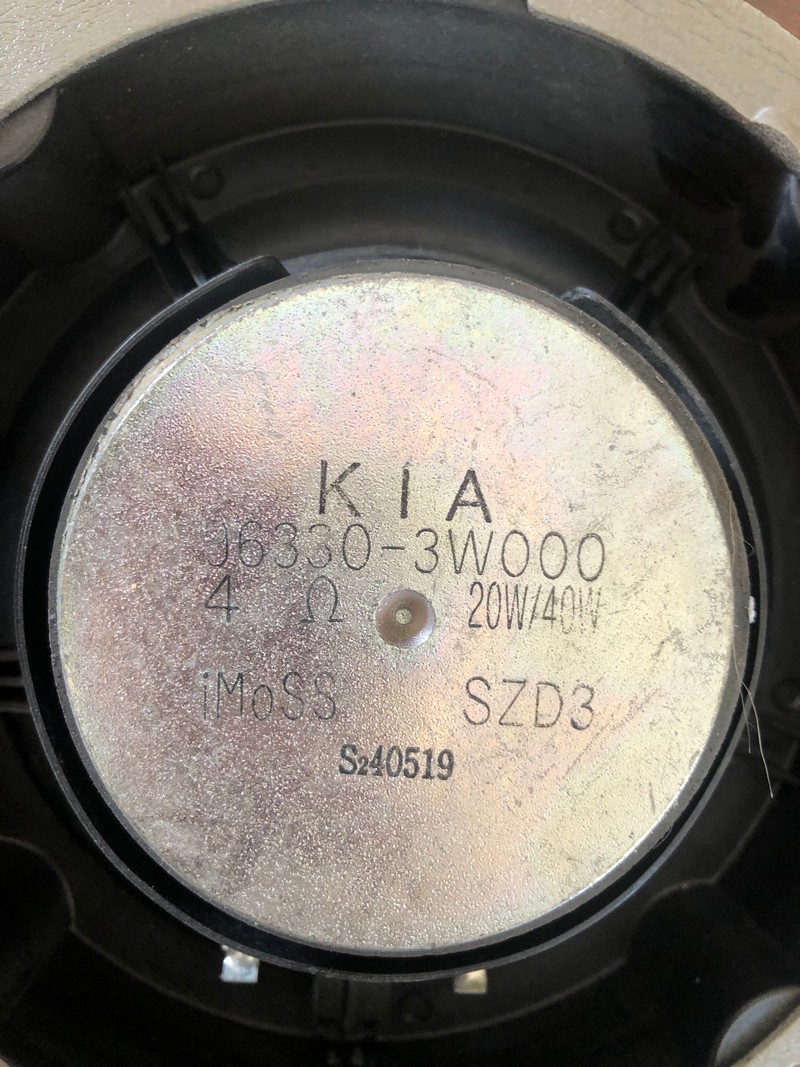 KIA
96330-3W000
4 Ω 20W/40W
iMoSS SZD3
S240519